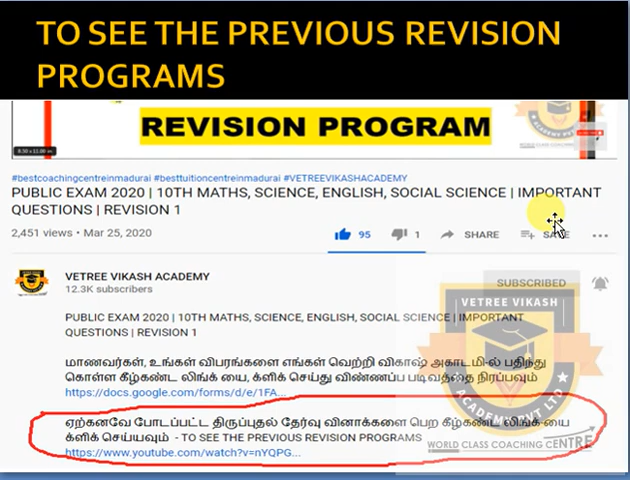 TO SEE THE PREVIOUS REVISION
PROGRAMS
REVISION PROGRAM
#bestcoachingcentreinmadurai #besttuitioncentreinmadurai #VETREEVIKASHACADEMY
PUBLIC EXAM 2020 | 10TH MATHS, SCIENCE, ENGLISH, SOCIAL SCIENCE | IMPORTANT
QUESTIONS | REVISION 1
2,451 views • Mar 25, 2020
95
1
SHARE
SAVE
VETREE VIKASH ACADEMY
12.3K subscribers
SUBSCRIBED
PUBLIC EXAM 2020 | 10TH MATHS, SCIENCE, ENGLISH, SOCIAL SCIENCE | IMPORTANT
QUESTIONS | REVISION 1
மாணவர்கள், உங்கள் விபரங்களை எங்கள் வெற்றி விகாஷ் அகாடமி-ல் பதிந்து
கொள்ள கீழ்கண்ட லிங்க் யை, க்ளிக் செய்து விண்ணப்ப படிவத்தை நிரப்பவும்
https://docs.google.com/forms/d/e/1FA...
ஏற்கனவே போடப்பட்ட திருப்புதல் தேர்வு வினாக்களை பெற கீழ்கண்ட லிங்க்-யை
க்ளிக் செய்யவும் - TO SEE THE PREVIOUS REVISION PROGRAMS
https://www.youtube.com/watch?v=nYQPG...
VETREE VIKASH
ACADEMY PVT LTD
WORLD CLASS COACHING CENTRE